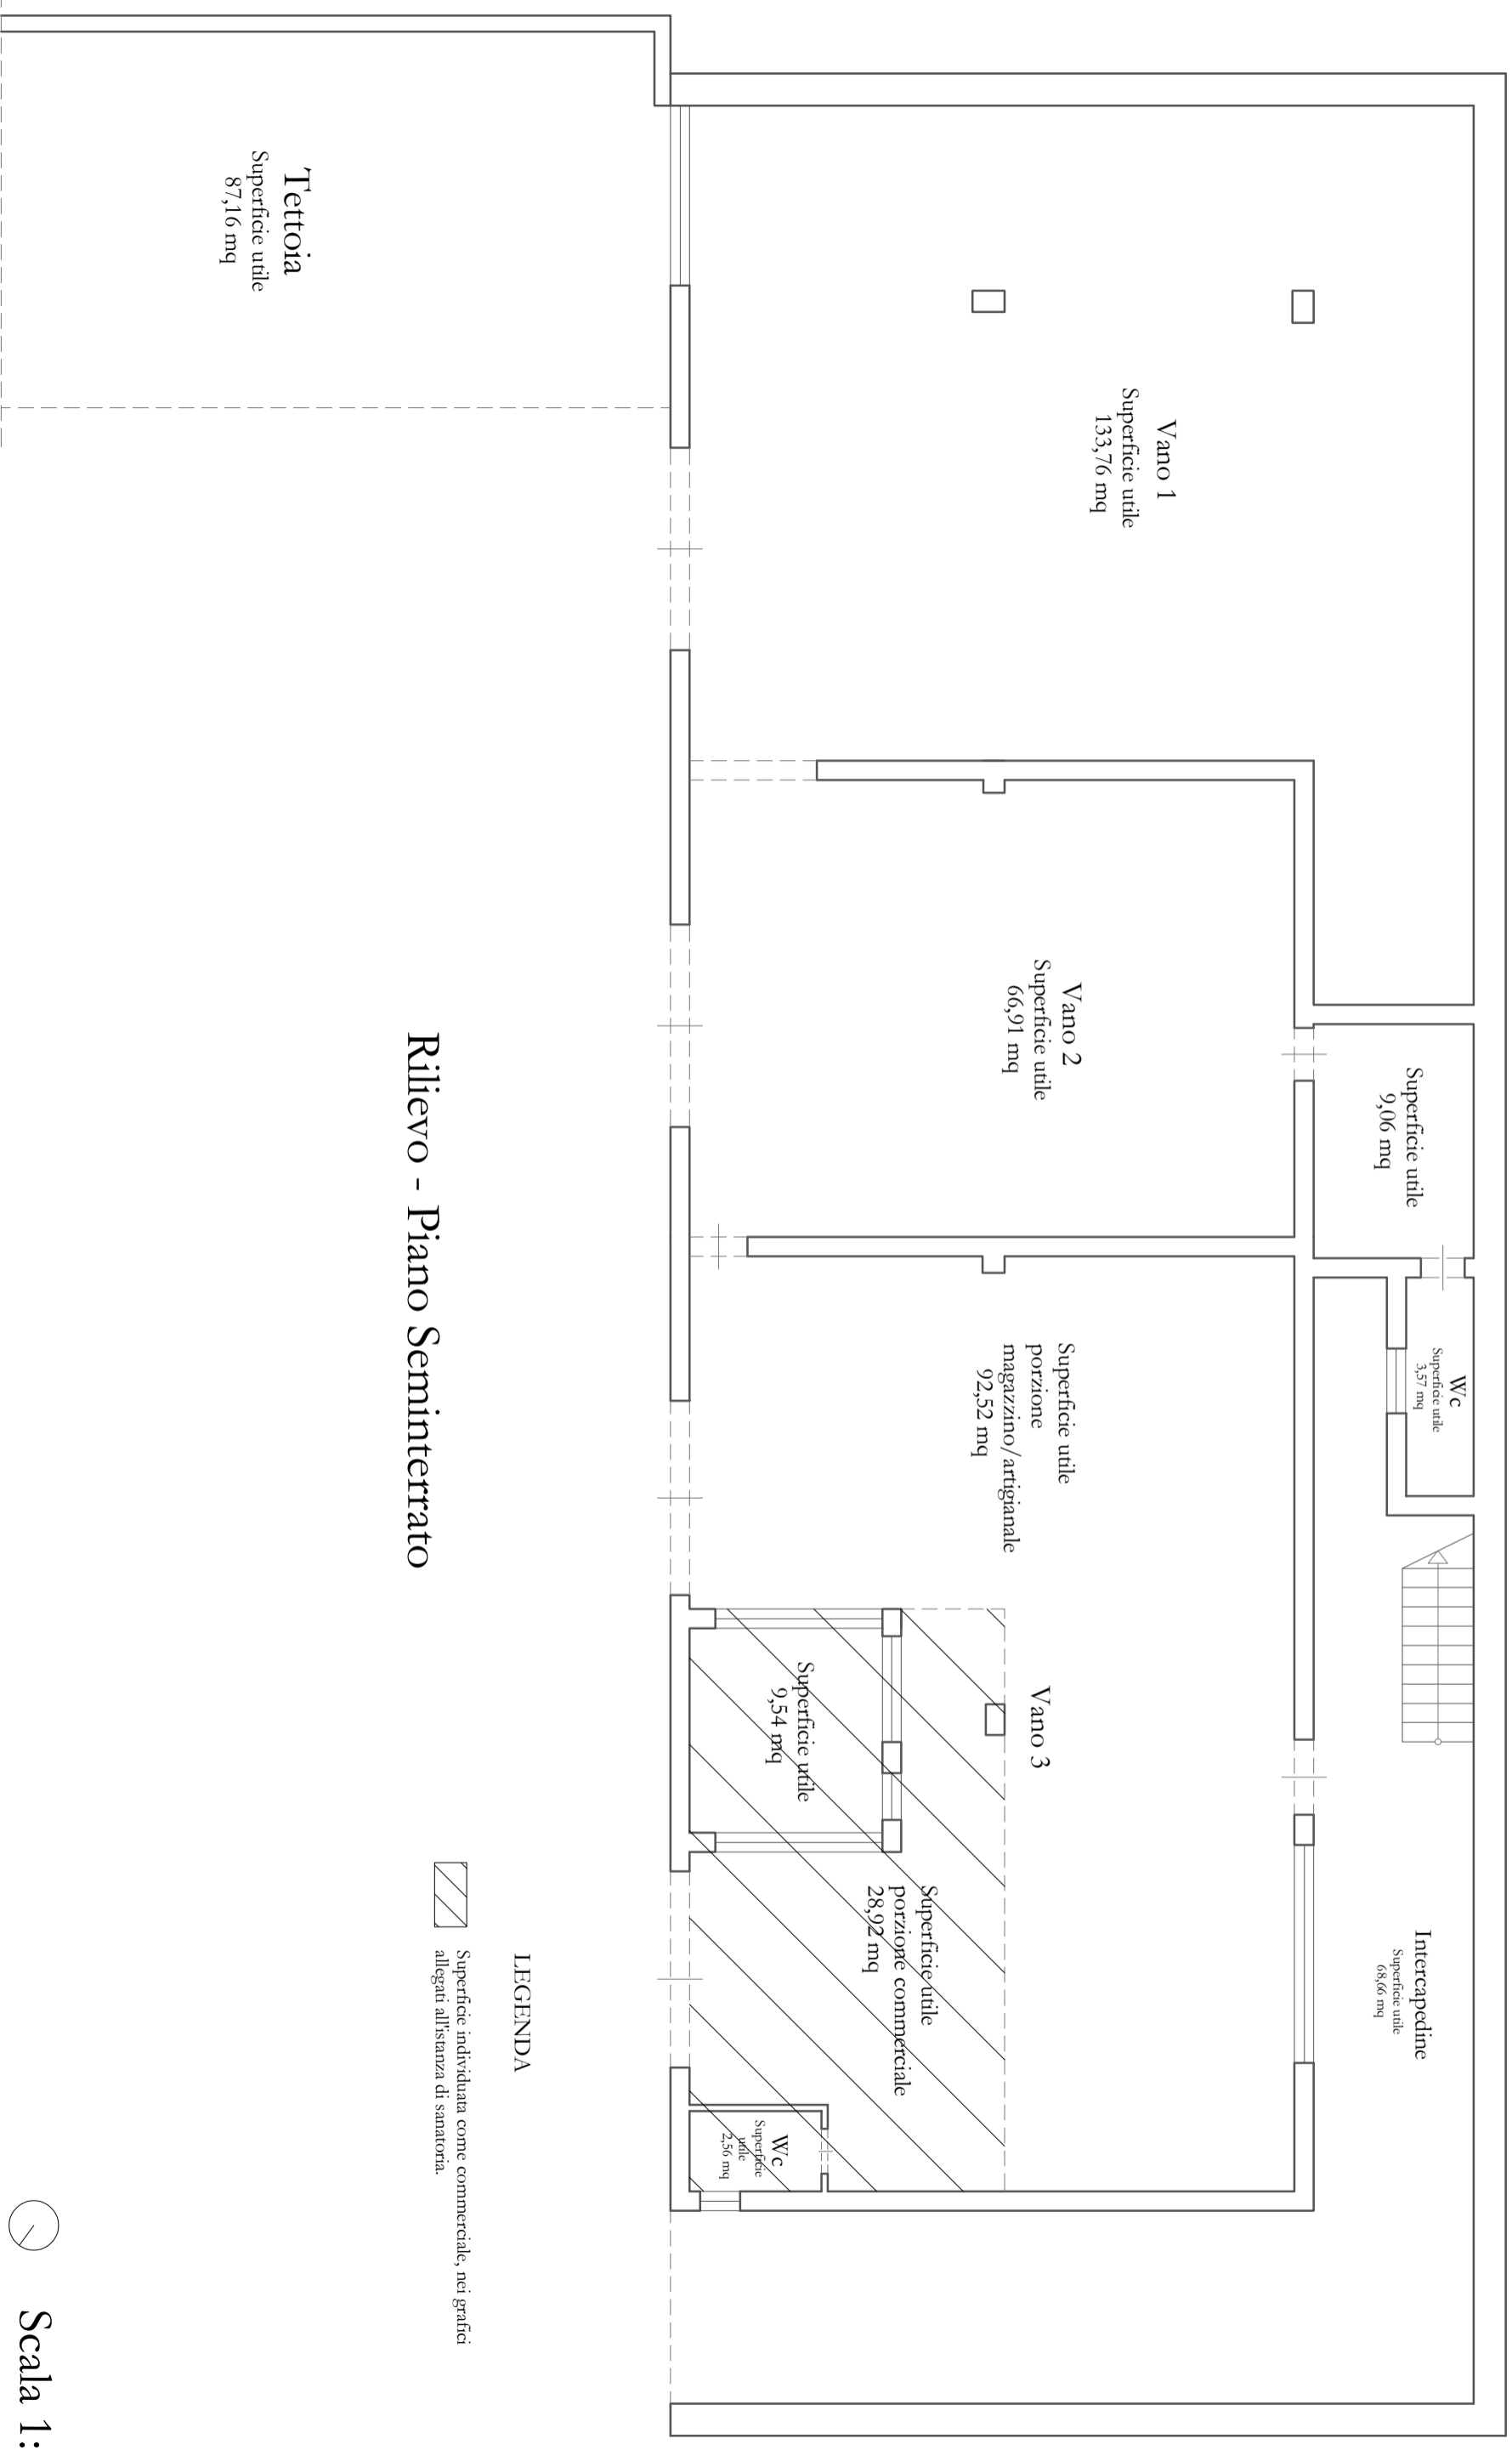 Tettoia
Superficie utile
87,16 mq
Vano 1
Superficie utile
133,76 mq
Vano 2
Superficie utile
66,91 mq
Superficie utile
9,06 mq
Wc
Superficie utile
3,57 mq
Superficie utile
porzione
magazzino/artigianale
92,52 mq
Vano 3
Superficie utile
9,54 mq
Superficie utile
porzione commerciale
28,92 mq
Intercapedine
Superficie utile
68,66 mq
Wc
Superficie
utile
2,56 mq
Rilievo - Piano Seminterrato
LEGENDA
Superficie individuata come commerciale, nei grafici
allegati all'istanza di sanatoria.
Scala 1: